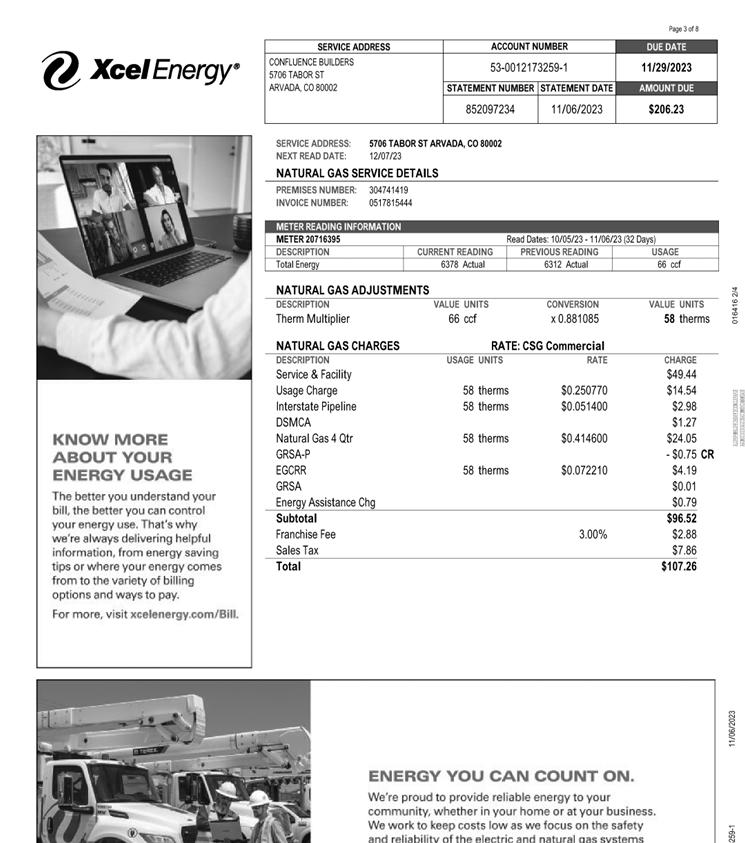 Page 3 of 8
XcelEnergy®
SERVICE ADDRESS ACCOUNT NUMBER DUE DATE
CONFLUENCE BUILDERS
5706 TABOR ST
ARVADA, CO 80002
53-0012173259-1 11/29/2023
STATEMENT NUMBER STATEMENT DATE AMOUNT DUE
852097234 11/06/2023 $206.23
SERVICE ADDRESS: 5706 TABOR ST ARVADA, CO 80002
NEXT READ DATE: 12/07/23
NATURAL GAS SERVICE DETAILS
PREMISES NUMBER: 304741419
INVOICE NUMBER: 0517815444
METER READING INFORMATION
METER 20716395 Read Dates: 10/05/23 - 11/06/23 (32 Days)
DESCRIPTION CURRENT READING PREVIOUS READING USAGE
Total Energy 6378 Actual 6312 Actual 66 ccf
NATURAL GAS ADJUSTMENTS
DESCRIPTION VALUE UNITS CONVERSION VALUE UNITS
Therm Multiplier 66 ccf x 0.881085 58 therms
NATURAL GAS CHARGES RATE: CSG Commercial
DESCRIPTION USAGE UNITS RATE CHARGE
Service & Facility $49.44
Usage Charge 58 therms $0.250770 $14.54
Interstate Pipeline 58 therms $0.051400 $2.98
DSMCA $1.27
Natural Gas 4 Qtr 58 therms $0.414600 $24.05
GRSA-P - $0.75 CR
EGCRR 58 therms $0.072210 $4.19
GRSA $0.01
Energy Assistance Chg $0.79
Subtotal $96.52
Franchise Fee 3.00% $2.88
Sales Tax $7.86
Total $107.26
KNOW MORE
ABOUT YOUR
ENERGY USAGE
The better you understand your
bill, the better you can control
your energy use. That's why
we're always delivering helpful
information, from energy saving
tips or where your energy comes
from to the variety of billing
options and ways to pay.
For more, visit xcelenergy.com/Bill.
016416 2/4
TEREX
ENERGY YOU CAN COUNT ON.
We're proud to provide reliable energy to your
community, whether in your home or at your business.
We work to keep costs low as we focus on the safety
and reliability of the electric and natural gas systems
11/06/2023
259-1